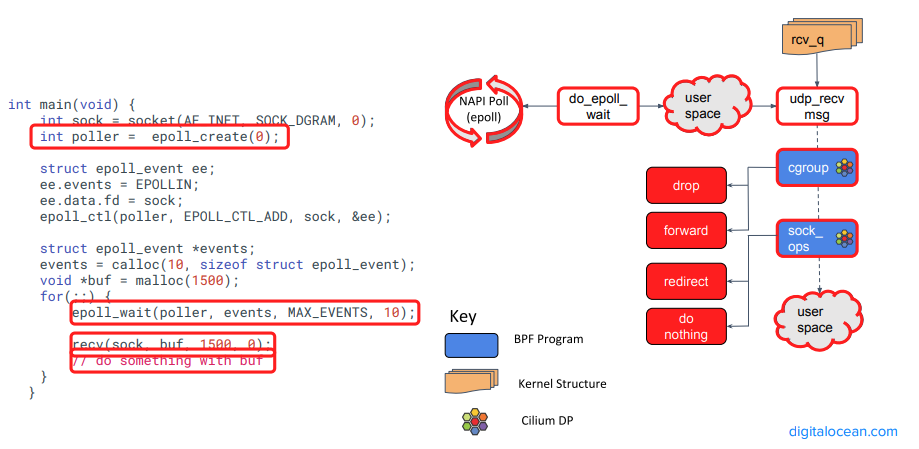 int main(void) {
int sock = socket(AF_INET, SOCK_DGRAM, 0);
int poller = epoll_create(0);
struct epoll_event ee;
ee.events = EPOLLIN;
ee.data.fd = sock;
epoll_ctl(poller, EPOLL_CTL_ADD, sock, &ee);
struct epoll_event *events;
events = calloc(10, sizeof struct epoll_event);
void *buf = malloc(1500);
for(;;) {
epoll_wait(poller, events, MAX_EVENTS, 10);
recv(sock, buf, 1500, 0);
// do something with buf
}
}
rcv_q
NAPI Poll
(epoll)
do_epoll_
wait
user
space
udp_recv
msg
cgroup
drop
forward
sock_
ops
redirect
do
nothing
user
space
Key
BPF Program
Kernel Structure
Cilium DP
digitalocean.com